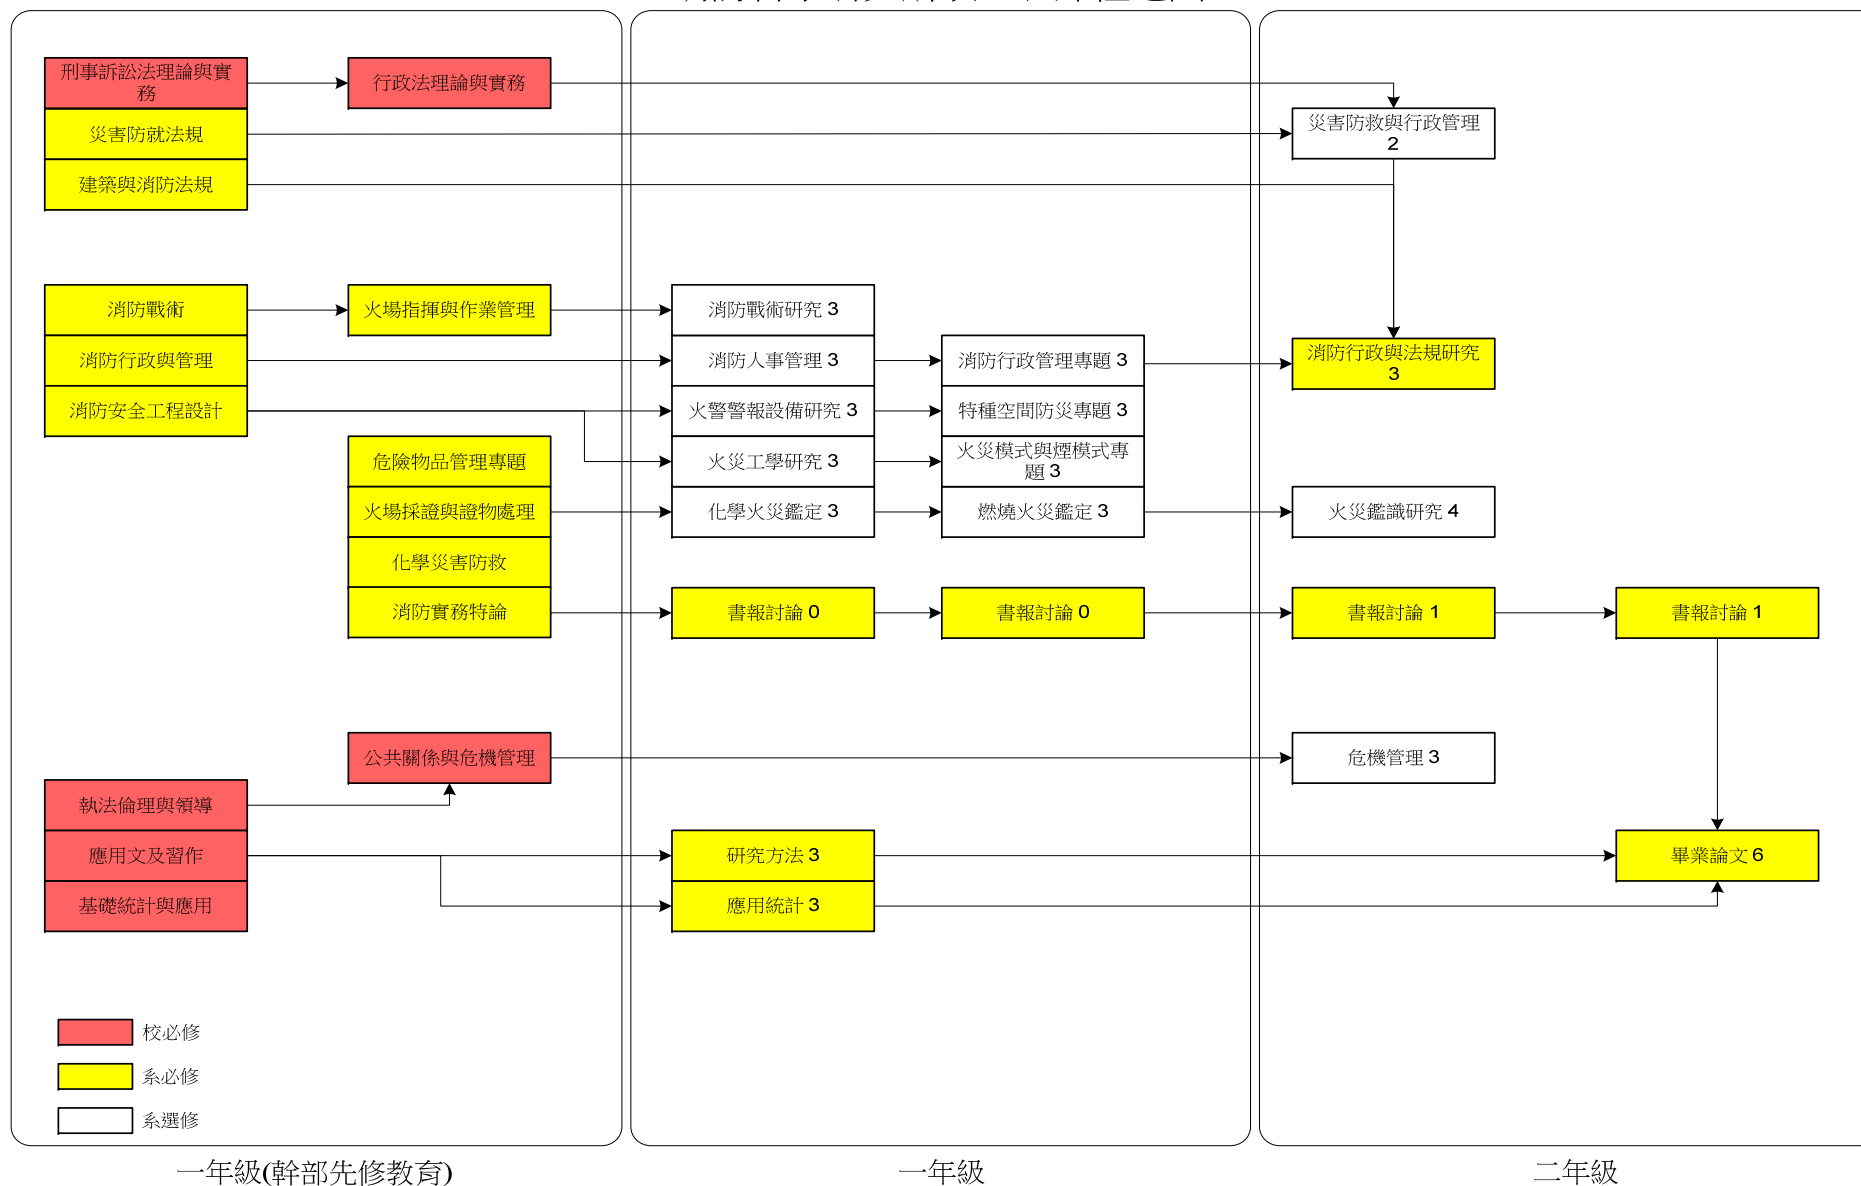 刑事訴訟法理論與實
務
行政法理論與實務
災害防就法規
災害防救與行政管理
2
建築與消防法規
消防戰術
火場指揮與作業管理
消防戰術研究 3
消防行政與管理
消防人事管理 3
消防行政管理專題 3
消防行政與法規研究
3
消防安全工程設計
火警警報設備研究 3
特種空間防災專題 3
危險物品管理專題
火災工學研究 3
火災模式與煙模式專
題 3
火場採證與證物處理
化學火災鑑定 3
燃燒火災鑑定 3
火災鑑識研究 4
化學災害防救
消防實務特論
書報討論 0
書報討論 0
書報討論 1
書報討論 1
公共關係與危機管理
危機管理 3
執法倫理與領導
應用文及習作
研究方法 3
畢業論文 6
基礎統計與應用
應用統計 3
校必修
系必修
系選修
一年級(幹部先修教育)
一年級
二年級